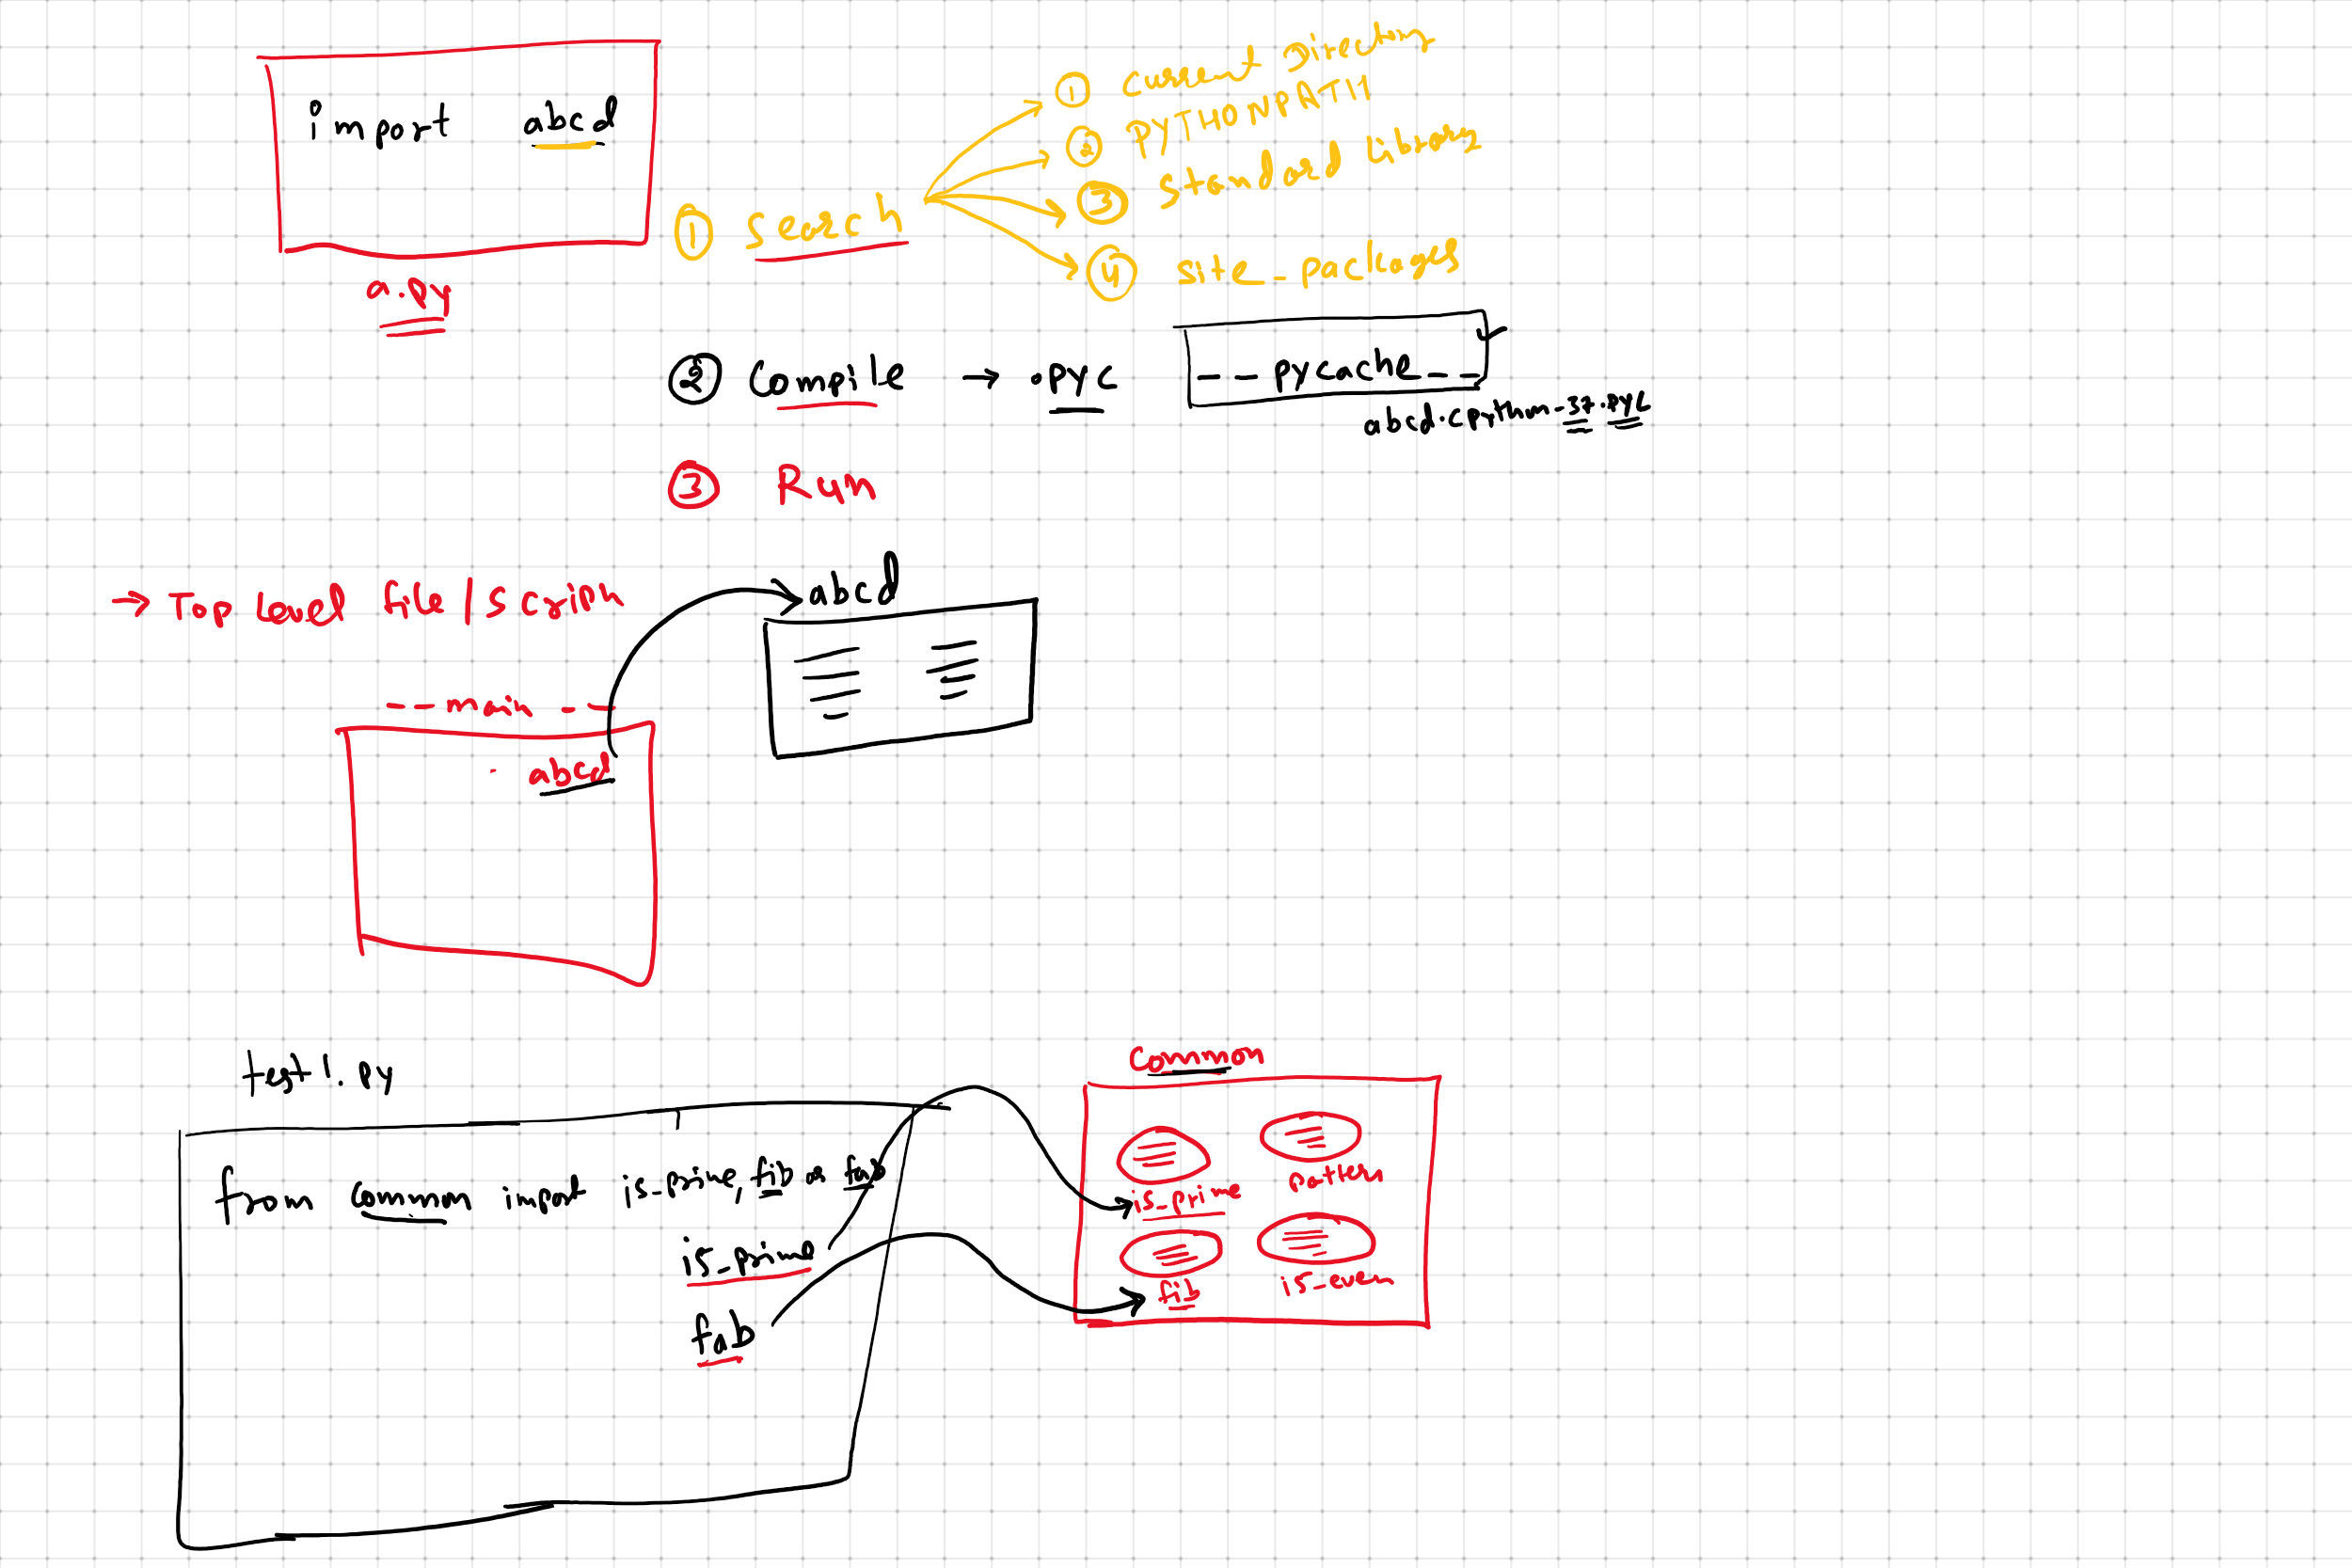 import abcd
a.py
① Search
① Current Directory
② PYTHONPATH
③ Standard Library
④ site_packages
② Compile → .pyc
__pycache__
abcd.cpython-37.pyc
③ Run
→ Top Level file/Script
abcd
__main__
abcd
test1.py
from common import is_prime, fib as fab
is_prime
fab
Common
is_prime
pattern
fib
is_even